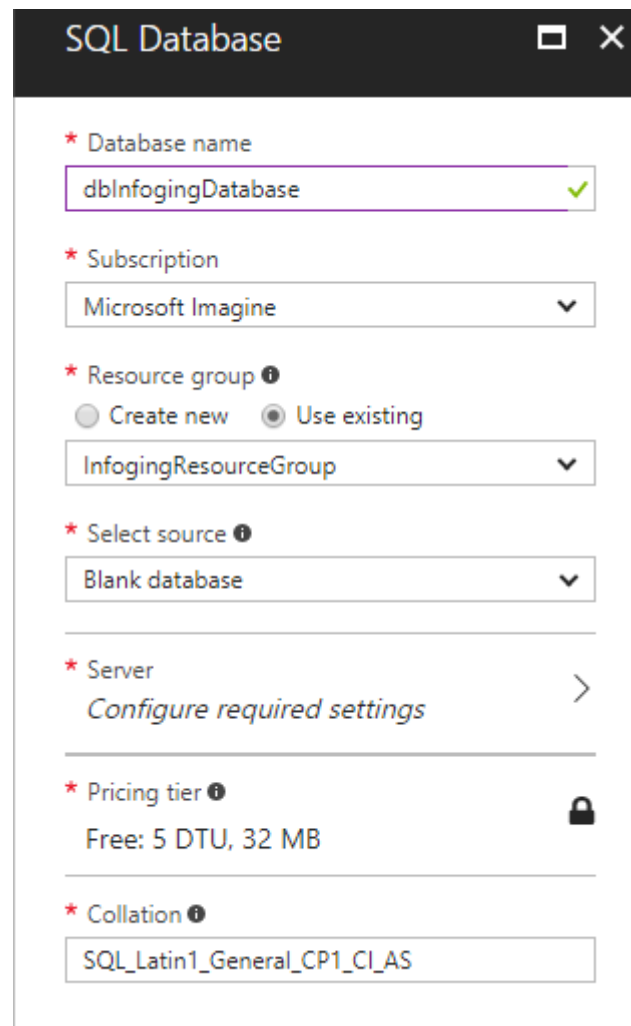 SQL Database
* Database name
dbInfogingDatabase
* Subscription
Microsoft Imagine
* Resource group
Create new Use existing
InfogingResourceGroup
* Select source
Blank database
* Server
Configure required settings
* Pricing tier
Free: 5 DTU, 32 MB
* Collation
SQL_Latin1_General_CP1_CI_AS